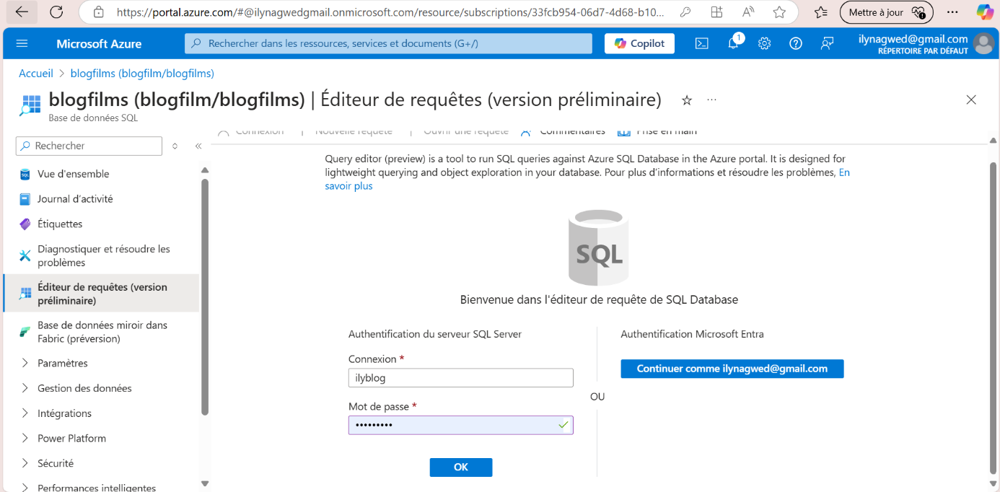 https://portal.azure.com/#@ilynagwedgmail.onmicrosoft.com/resource/subscriptions/33fcb954-06d7-4d68-b10...
Mettre à jour
Microsoft Azure
Rechercher dans les ressources, services et documents (G+/)
Copilot
1
ilynagwed@gmail.com
RÉPERTOIRE PAR DÉFAUT
Accueil > blogfilms (blogfilm/blogfilms)
blogfilms (blogfilm/blogfilms) | Éditeur de requêtes (version préliminaire)
Base de données SQL
Rechercher
Connexion | Nouvelle requête | Ouvrir une requête Commentaires Prise en main
Vue d'ensemble
Journal d'activité
Étiquettes
Diagnostiquer et résoudre les
problèmes
Éditeur de requêtes (version
préliminaire)
Base de données miroir dans
Fabric (préversion)
Paramètres
Gestion des données
Intégrations
Power Platform
Sécurité
Performances intelligentes
Query editor (preview) is a tool to run SQL queries against Azure SQL Database in the Azure portal. It is designed for
lightweight querying and object exploration in your database. Pour plus d'informations et résoudre les problèmes, En
savoir plus
SQL
Bienvenue dans l'éditeur de requête de SQL Database
Authentification du serveur SQL Server
Connexion *
ilyblog
Mot de passe *
•••••••••
OK
OU
Authentification Microsoft Entra
Continuer comme ilynagwed@gmail.com